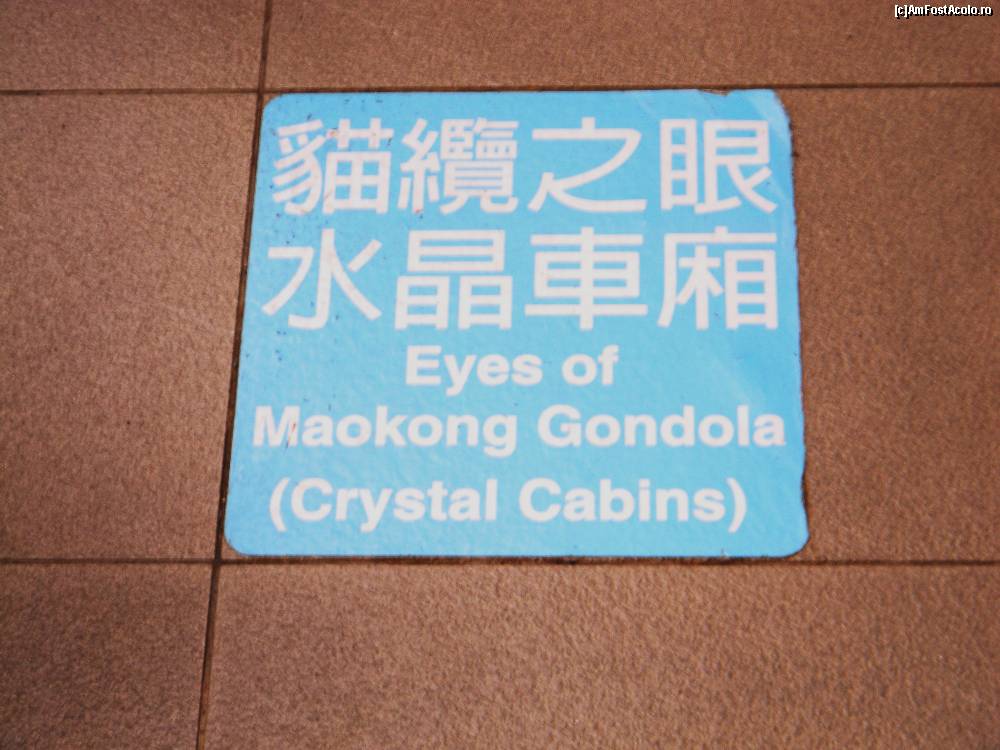 [c]AmFostAcolo.ro
貓纜之眼
水晶車廂
Eyes of
Maokong Gondola
(Crystal Cabins)